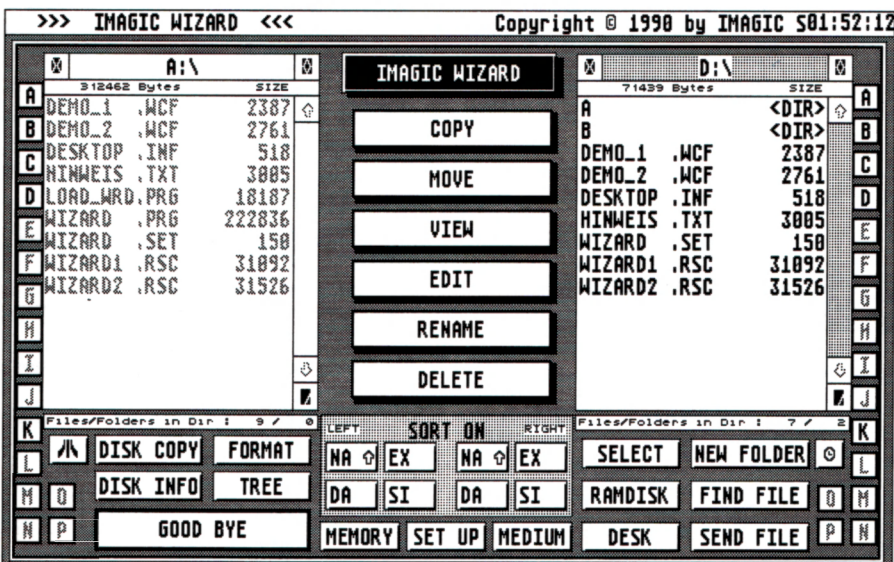 >>> IMAGIC WIZARD <<< Copyright © 1990 by IMAGIC S01:52:12
A:\
312462 Bytes SIZE
DEMO_1 .WCF 2387
DEMO_2 .WCF 2761
DESKTOP .INF 518
HINWEIS .TXT 3005
LOAD_WRD.PRG 18187
WIZARD .PRG 222836
WIZARD .SET 150
WIZARD1 .RSC 31092
WIZARD2 .RSC 31526
Files/Folders in Dir : 9 / 0
A
B
C
D
E
F
G
H
I
J
K
L
M O
N P
DISK COPY FORMAT
DISK INFO TREE
GOOD BYE
IMAGIC WIZARD
COPY
MOVE
VIEW
EDIT
RENAME
DELETE
LEFT SORT ON RIGHT
NA ⇧ EX NA ⇧ EX
DA SI DA SI
MEMORY SET UP MEDIUM
D:\
71439 Bytes SIZE
A <DIR>
B <DIR>
DEMO_1 .WCF 2387
DEMO_2 .WCF 2761
DESKTOP .INF 518
HINWEIS .TXT 3005
WIZARD .SET 150
WIZARD1 .RSC 31092
WIZARD2 .RSC 31526
Files/Folders in Dir : 7 / 2
SELECT NEW FOLDER
RAMDISK FIND FILE
DESK SEND FILE
A
B
C
D
E
F
G
H
I
J
K
L
O M
P N